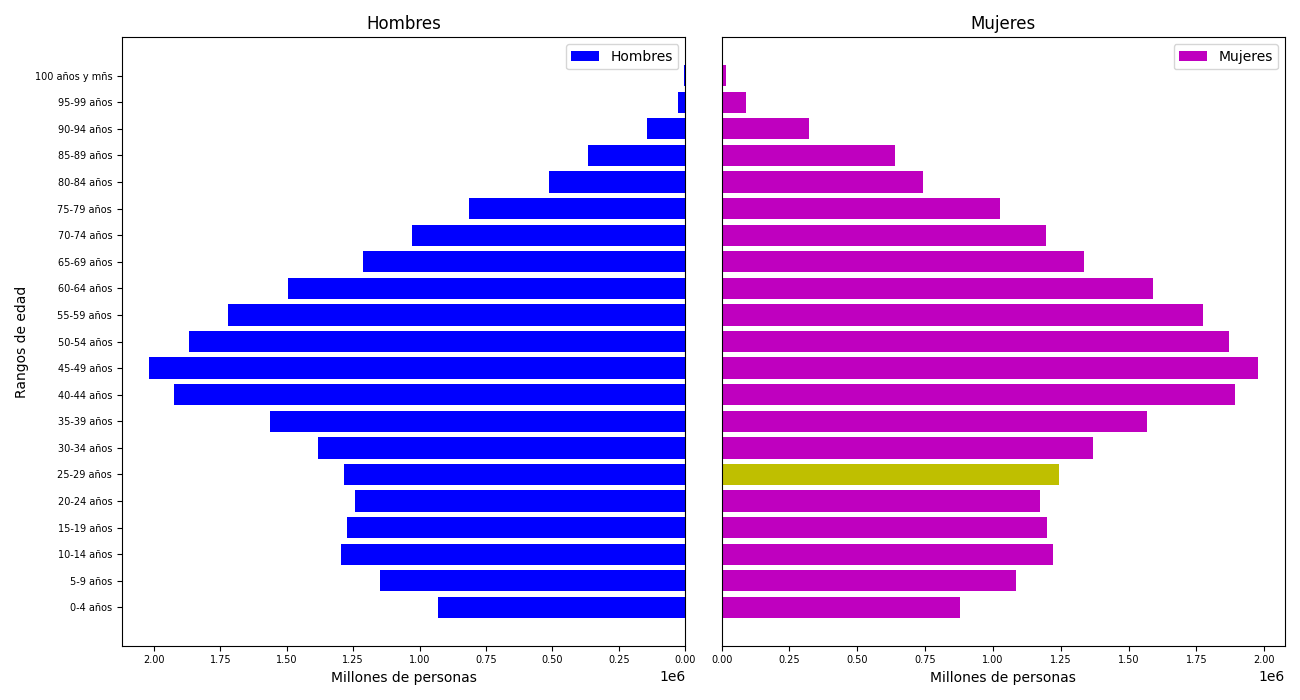 Hombres
Mujeres
Hombres
Mujeres
Rangos de edad
100 años y mñs
95-99 años
90-94 años
85-89 años
80-84 años
75-79 años
70-74 años
65-69 años
60-64 años
55-59 años
50-54 años
45-49 años
40-44 años
35-39 años
30-34 años
25-29 años
20-24 años
15-19 años
10-14 años
5-9 años
0-4 años
2.00 1.75 1.50 1.25 1.00 0.75 0.50 0.25 0.00
Millones de personas
1e6
0.00 0.25 0.50 0.75 1.00 1.25 1.50 1.75 2.00
Millones de personas
1e6